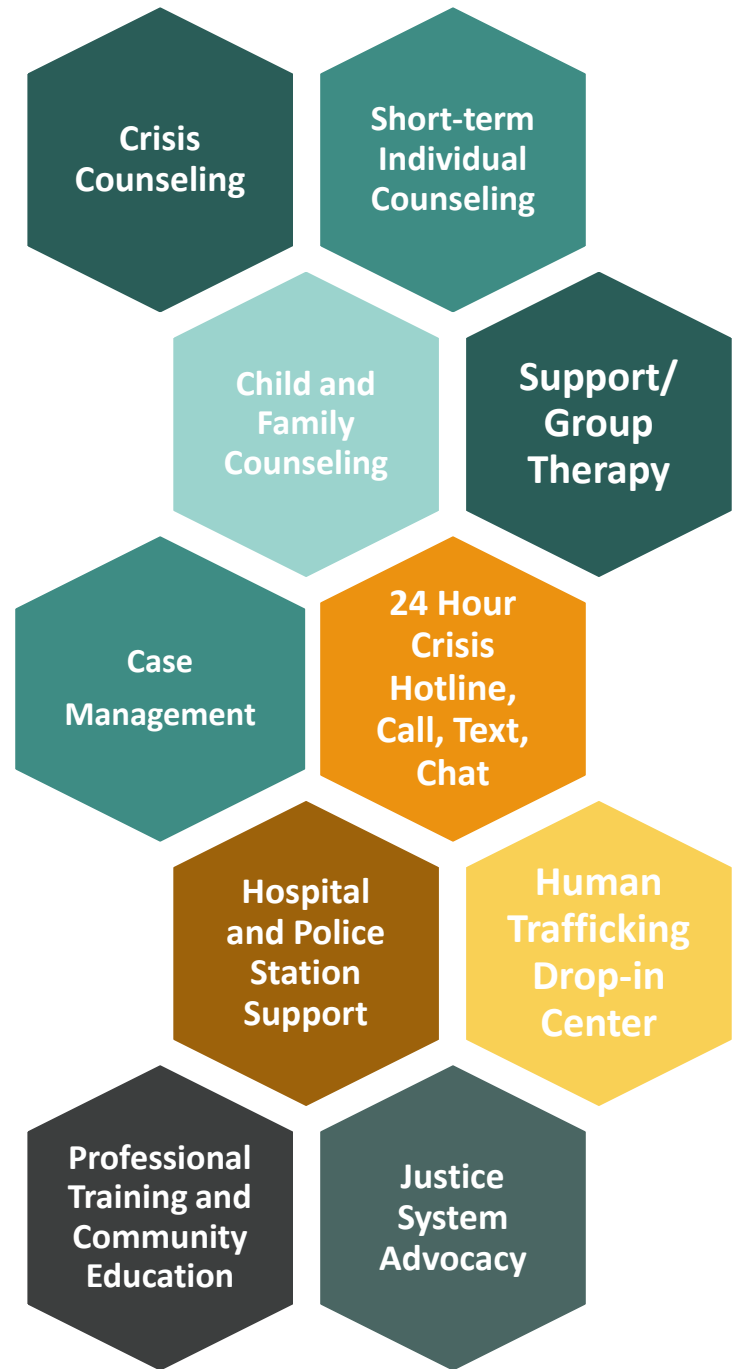 Crisis
Counseling
Short-term
Individual
Counseling
Child and
Family
Counseling
Support/
Group
Therapy
Case
Management
24 Hour
Crisis
Hotline,
Call, Text,
Chat
Hospital
and Police
Station
Support
Human
Trafficking
Drop-in
Center
Professional
Training and
Community
Education
Justice
System
Advocacy